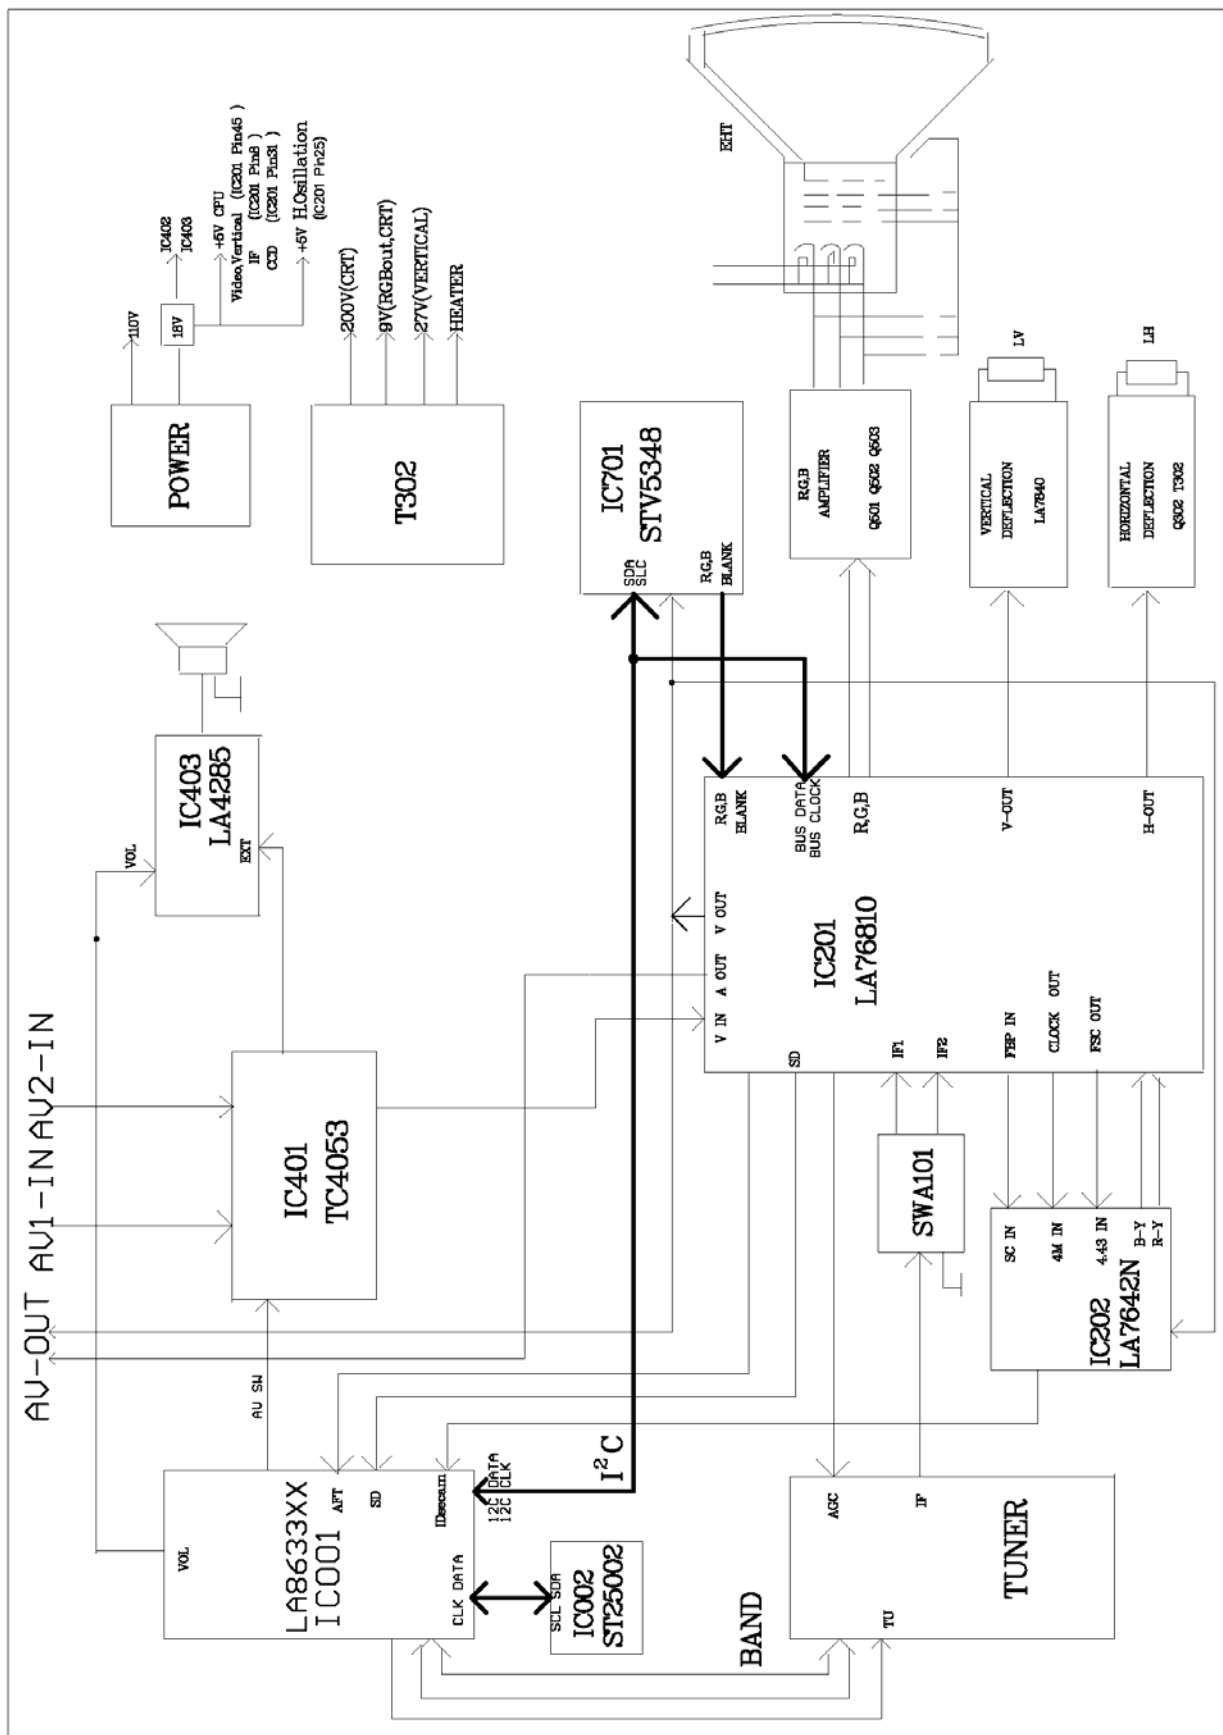 IC402
IC403
+5V CPU
Video,Vertical (IC201 Pin45 )
IF (IC201 Pin8 )
CCD (IC201 Pin31 )
+5V H.Osillation
(IC201 Pin25)
110V
18V
POWER
200V(CRT)
9V(RGBout,CRT)
27V(VERTICAL)
HEATER
T302
IC701
STV5348
SDA
SLC
R,G,B
BLANK
EHT
R,G,B
AMPLIFIER
Q501 Q502 Q503
LV
VERTICAL
DEFLECTION
LA7840
LH
HORIZONTAL
DEFLECTION
Q302 T302
IC403
LA4285
VOL
EXT
R,G,B
BLANK
BUS DATA
BUS CLOCK
R,G,B
V-OUT
H-OUT
V OUT
A OUT
V IN
IC201
LA76810
SD
IF1
IF2
FBP IN
CLOCK OUT
FSC OUT
AV2-IN
AV1-IN
AV-OUT
IC401
TC4053
AV SW
SWA101
SC IN
4M IN
4.43 IN
B-Y
R-Y
IC202
LA7642N
I²C
VOL
LA8633XX
IC001
AFT
SD
IDsecam
I2C DATA
I2C CLK
CLK DATA
SCL SDA
IC002
ST25002
BAND
AGC
IF
TU
TUNER